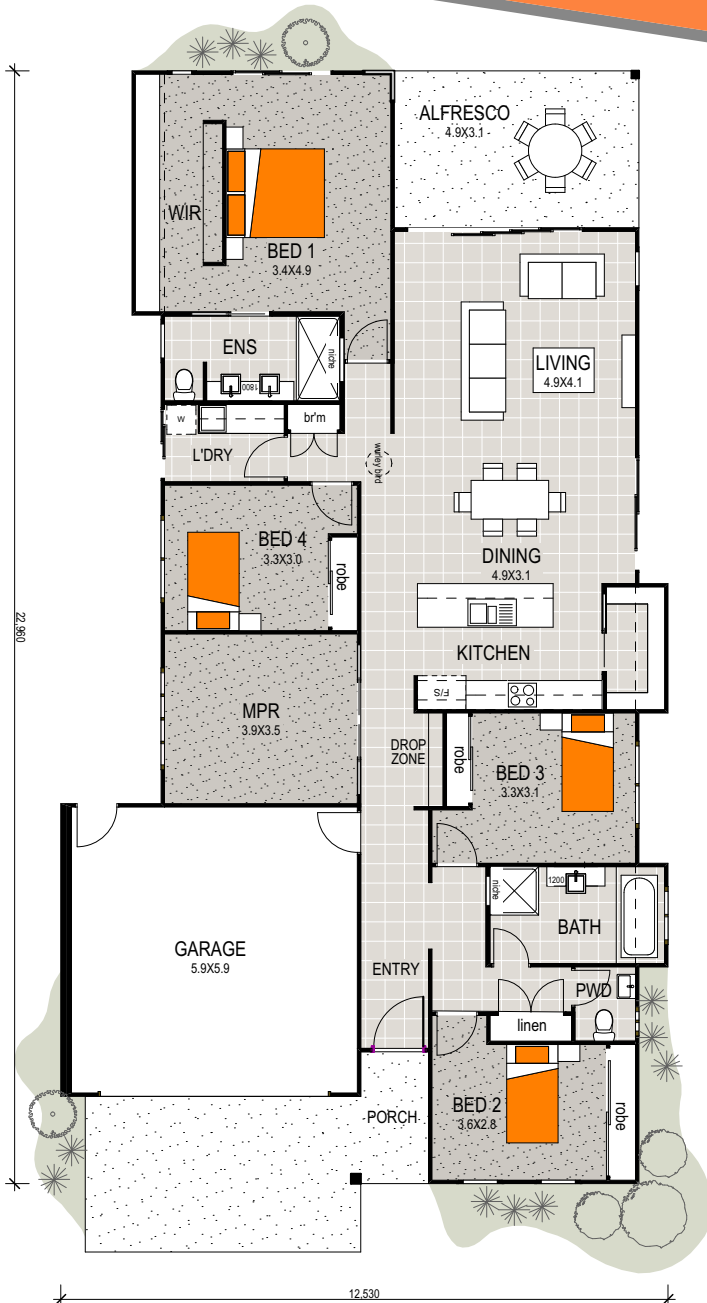 ALFRESCO
4.9X3.1
WIR
BED 1
3.4X4.9
ENS
niche
1800
LIVING
4.9X4.1
W
br'm
L'DRY
whirley bird
BED 4
3.3X3.0
robe
DINING
4.9X3.1
22,960
KITCHEN
F/S
MPR
3.9X3.5
DROP
ZONE
robe
BED 3
3.3X3.1
niche
1200
BATH
GARAGE
5.9X5.9
ENTRY
PWD
linen
PORCH
BED 2
3.6X2.8
robe
12,530